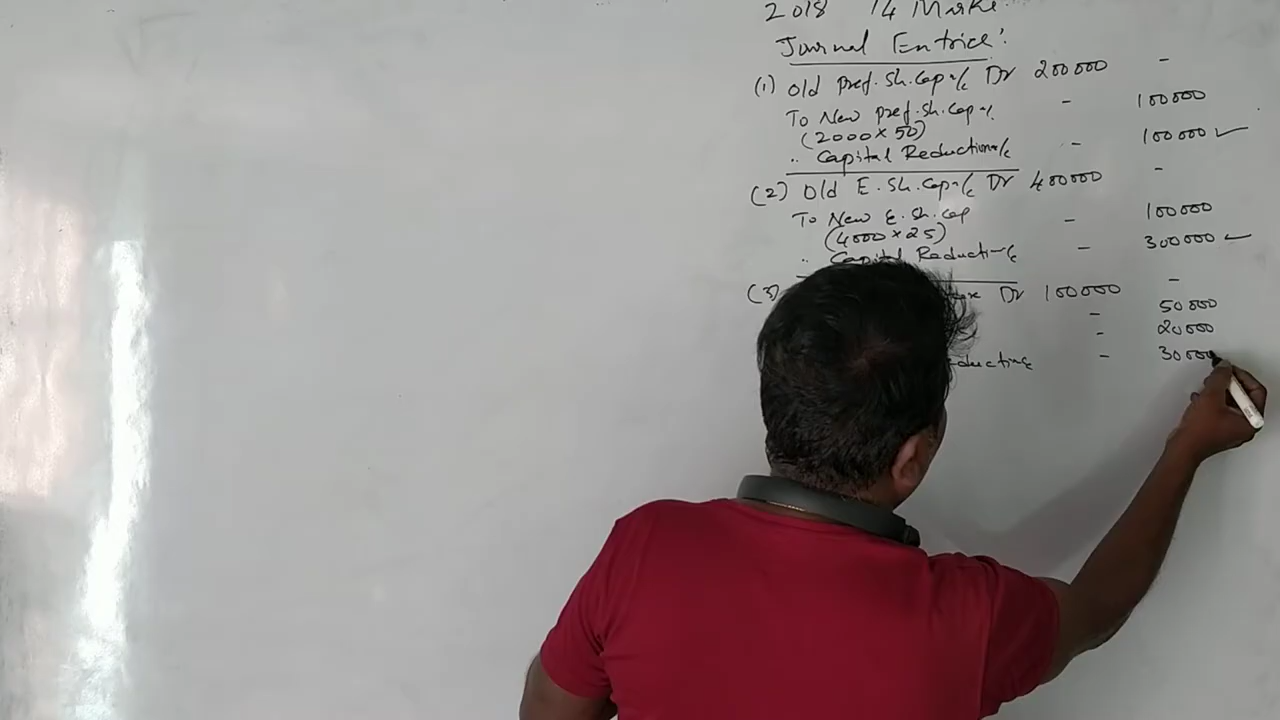 2018 14 Marks
Journal Entries:
(1) Old pref. sh. cap a/c Dr 200000 -
To New pref. sh. cap a/c - 100000
(2000 × 50)
,, Capital Reduction a/c - 100000 ✓
(2) Old E. sh. cap a/c Dr 400000 -
To New E. sh. cap - 100000
(4000 × 25)
,, Capital Reduction a/c - 300000 ✓
(3) Dr 100000 -
- 50000
- 20000
- 30000